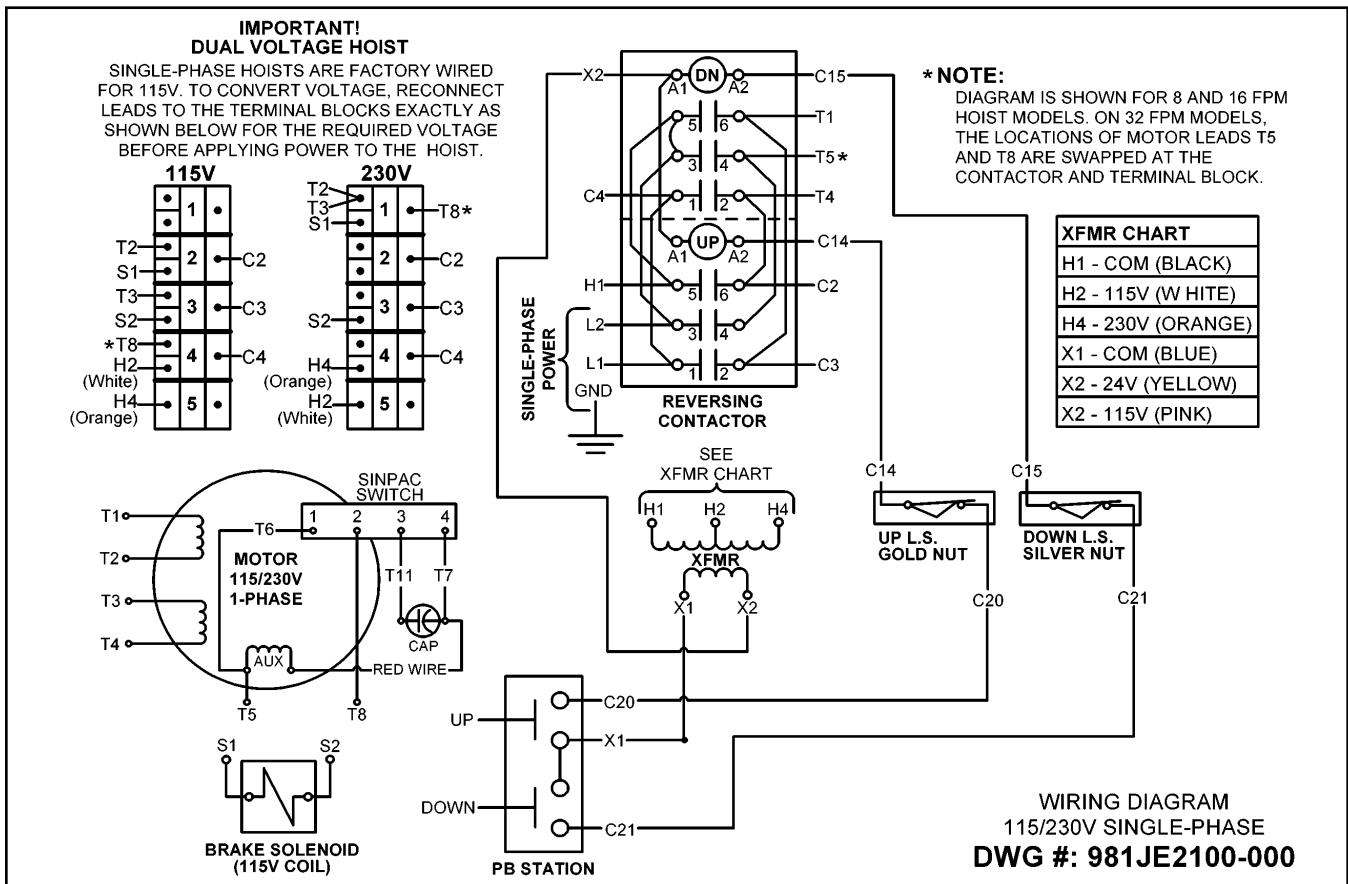 IMPORTANT!
DUAL VOLTAGE HOIST
SINGLE-PHASE HOISTS ARE FACTORY WIRED
FOR 115V. TO CONVERT VOLTAGE, RECONNECT
LEADS TO THE TERMINAL BLOCKS EXACTLY AS
SHOWN BELOW FOR THE REQUIRED VOLTAGE
BEFORE APPLYING POWER TO THE HOIST.
115V
1
T2
S1
2
C2
T3
S2
3
C3
*T8
H2
(White)
4
C4
H4
(Orange)
5
230V
T2
T3
S1
1
T8*
2
C2
S2
3
C3
H4
(Orange)
4
C4
H2
(White)
5
X2
A1
DN
A2
C15
5
6
T1
3
4
T5*
C4
1
2
T4
A1
UP
A2
C14
H1
5
6
C2
L2
3
4
L1
1
2
C3
SINGLE-PHASE
POWER
GND
REVERSING
CONTACTOR
*NOTE:
DIAGRAM IS SHOWN FOR 8 AND 16 FPM
HOIST MODELS. ON 32 FPM MODELS,
THE LOCATIONS OF MOTOR LEADS T5
AND T8 ARE SWAPPED AT THE
CONTACTOR AND TERMINAL BLOCK.
XFMR CHART
H1 - COM (BLACK)
H2 - 115V (W HITE)
H4 - 230V (ORANGE)
X1 - COM (BLUE)
X2 - 24V (YELLOW)
X2 - 115V (PINK)
SINPAC
SWITCH
1 2 3 4
T1
T2
T3
T4
T6
MOTOR
115/230V
1-PHASE
T11
T7
CAP
AUX
RED WIRE
T5
T8
S1
S2
BRAKE SOLENOID
(115V COIL)
SEE
XFMR CHART
H1 H2 H4
XFMR
X1
X2
C14
UP L.S.
GOLD NUT
C15
DOWN L.S.
SILVER NUT
C20
C21
UP
C20
X1
DOWN
C21
PB STATION
WIRING DIAGRAM
115/230V SINGLE-PHASE
DWG #: 981JE2100-000